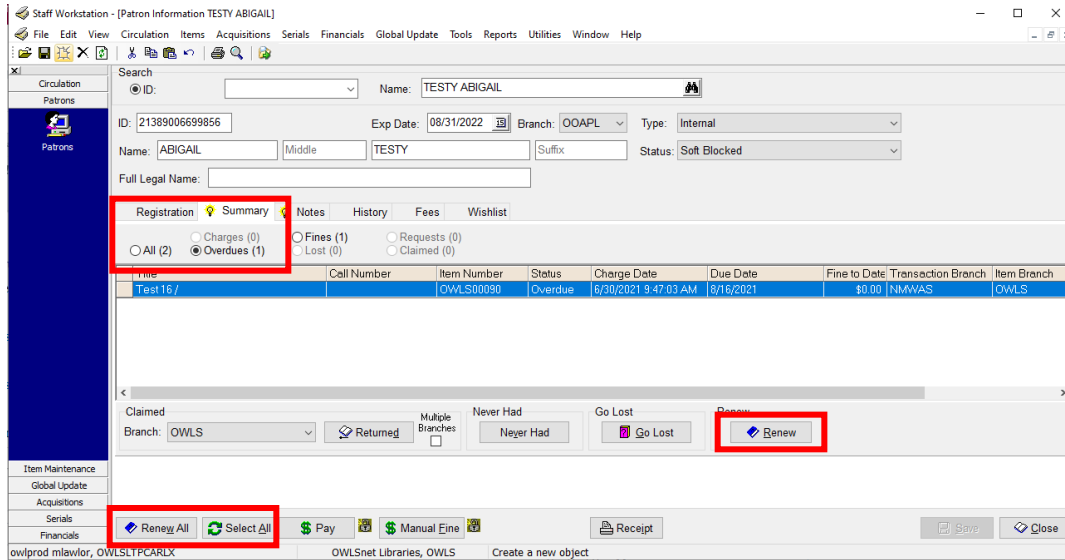 Staff Workstation - [Patron Information TESTY ABIGAIL]
File Edit View Circulation Items Acquisitions Serials Financials Global Update Tools Reports Utilities Window Help
Circulation
Patrons
Patrons
Item Maintenance
Global Update
Acquisitions
Serials
Financials
Search
ID: Name: TESTY ABIGAIL
ID: 21389006699856 Exp Date: 08/31/2022 Branch: OOAPL Type: Internal
Name: ABIGAIL Middle TESTY Suffix Status: Soft Blocked
Full Legal Name:
Registration Summary Notes History Fees Wishlist
Charges (0) Fines (1) Requests (0)
All (2) Overdues (1) Lost (0) Claimed (0)
Title Call Number Item Number Status Charge Date Due Date Fine to Date Transaction Branch Item Branch
Test 16 / OWLS00090 Overdue 6/30/2021 9:47:03 AM 8/16/2021 $0.00 NMWAS OWLS
Claimed Multiple Branches Never Had Go Lost Renew
Branch: OWLS Returned Never Had Go Lost Renew
Renew All Select All $ Pay $ Manual Fine Receipt Save Close
owlprod mlawlor, OWLSLTPCARLX OWLSnet Libraries, OWLS Create a new object